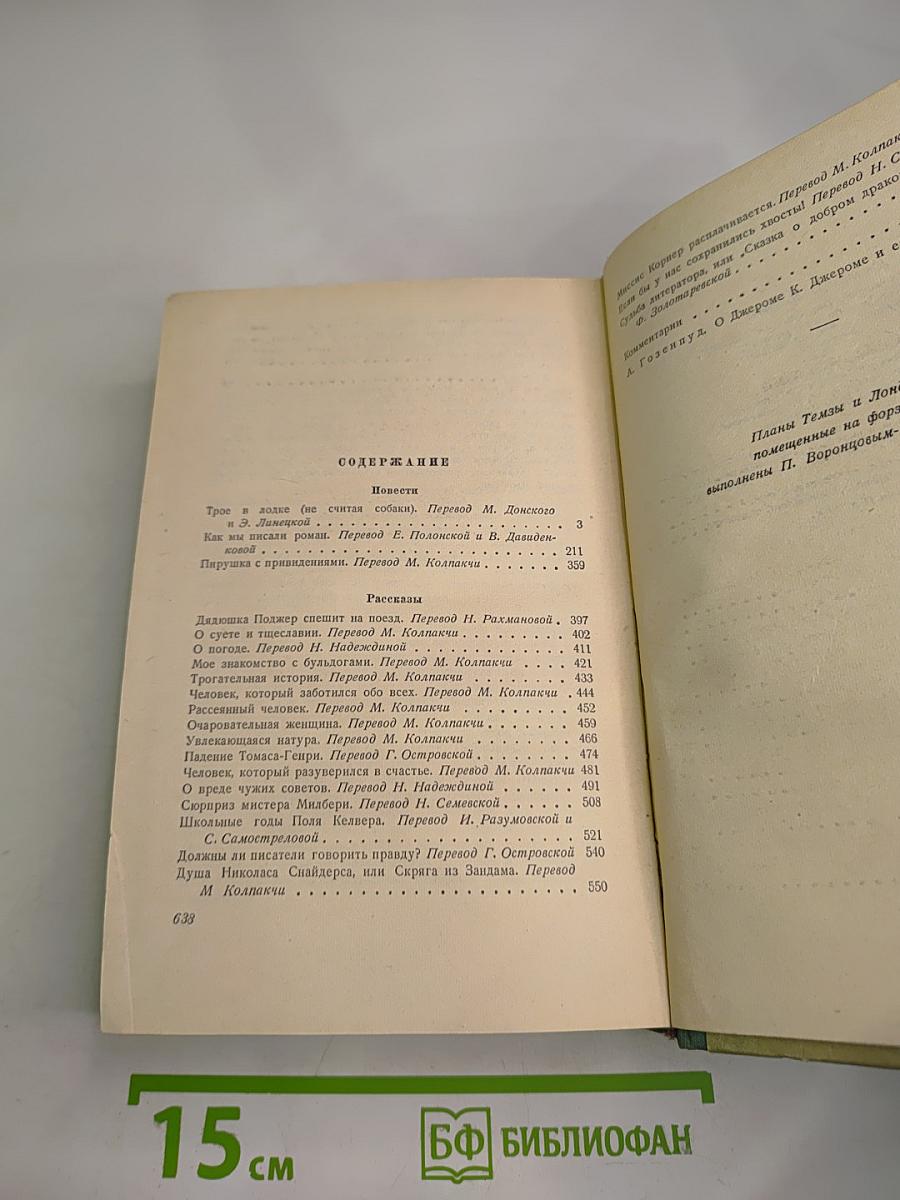 СОДЕРЖАНИЕ
Повести
Трое в лодке (не считая собаки). Перевод М. Донского
и Э. Линецкой . . . . . . . . . . . . . . . . . . . . . . 3
Как мы писали роман. Перевод Е. Полонской и В. Давиден-
ковой . . . . . . . . . . . . . . . . . . . . . . . . . . 211
Пирушка с привидениями. Перевод М. Колпакчи . . . . . . . 359
Рассказы
Дядюшка Поджер спешит на поезд. Перевод Н. Рахмановой . 397
О суете и тщеславии. Перевод М. Колпакчи . . . . . . . . . 402
О погоде. Перевод Н. Надеждиной . . . . . . . . . . . . . 411
Мое знакомство с бульдогами. Перевод М. Колпакчи . . . . 421
Трогательная история. Перевод М. Колпакчи . . . . . . . . 433
Человек, который заботился обо всех. Перевод М. Колпакчи . 444
Рассеянный человек. Перевод М. Колпакчи . . . . . . . . . 452
Очаровательная женщина. Перевод М. Колпакчи . . . . . . . 459
Увлекающаяся натура. Перевод М. Колпакчи . . . . . . . . 466
Падение Томаса-Генри. Перевод Г. Островской . . . . . . . . 474
Человек, который разуверился в счастье. Перевод М. Колпакчи 481
О вреде чужих советов. Перевод Н. Надеждиной . . . . . . 491
Сюрприз мистера Милбери. Перевод Н. Семевской . . . . . . 508
Школьные годы Поля Келвера. Перевод И. Разумовской и
С. Самостреловой . . . . . . . . . . . . . . . . . . . . 521
Должны ли писатели говорить правду? Перевод Г. Островской 540
Душа Николаса Снайдерса, или Скряга из Зандама. Перевод
М Колпакчи . . . . . . . . . . . . . . . . . . . . . . . 550
638
Миссис Корнер расплачивается. Перевод М. Колпак
Если бы у нас сохранились хвосты! Перевод Н. С
Судьба литератора, или „Сказка о добром драко
Ф. Золотаревской . . . . . . . . . . . .
Комментарии . . . . . . . . . . . . . .
А. Гозенпуд. О Джероме К. Джероме и е
Планы Темзы и Лон
помещенные на форз
выполнены П. Воронцовым-
15 см
БФ БИБЛИОФАН